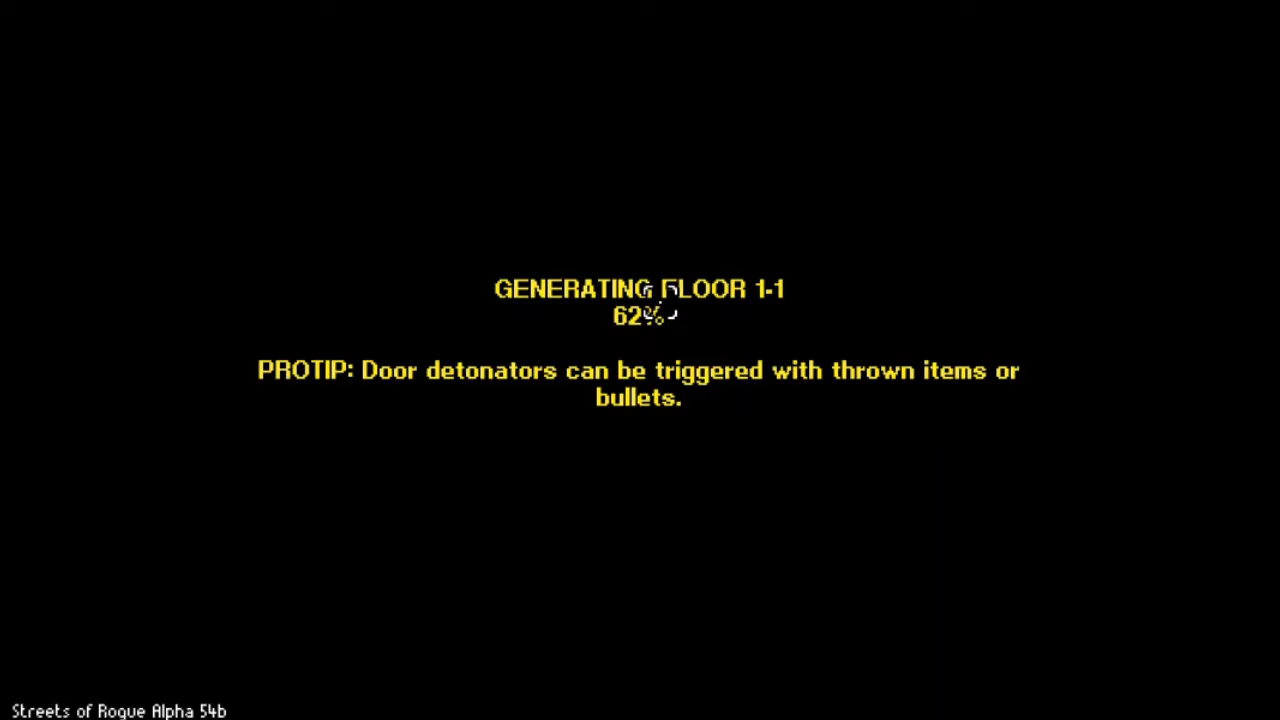 GENERATING FLOOR 1-1
62%
PROTIP: Door detonators can be triggered with thrown items or
bullets.
Streets of Rogue Alpha 54b